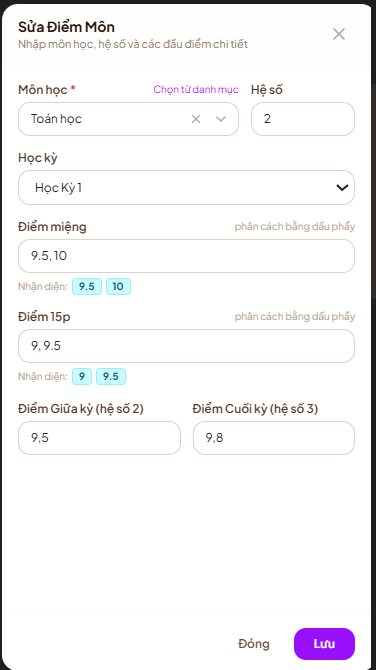 Sửa Điểm Môn
Nhập môn học, hệ số và các đầu điểm chi tiết
Môn học * Chọn từ danh mục Hệ số
Toán học 2
Học kỳ
Học Kỳ 1
Điểm miệng phân cách bằng dấu phẩy
9.5, 10
Nhận diện: 9.5 10
Điểm 15p phân cách bằng dấu phẩy
9, 9.5
Nhận diện: 9 9.5
Điểm Giữa kỳ (hệ số 2) Điểm Cuối kỳ (hệ số 3)
9,5 9,8
Đóng Lưu